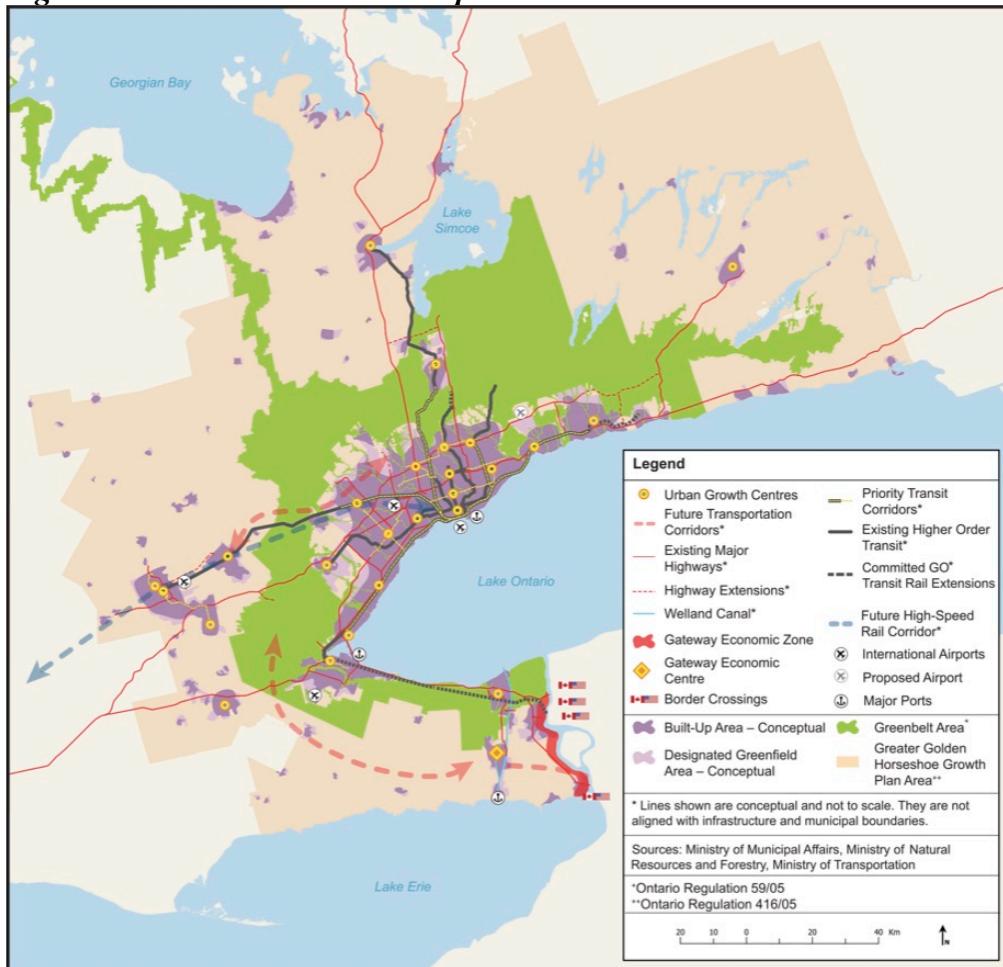 Georgian Bay
Lake
Simcoe
Lake Ontario
Lake Erie
Legend
Urban Growth Centres
Future Transportation
Corridors*
Existing Major
Highways*
Highway Extensions*
Welland Canal*
Gateway Economic Zone
Gateway Economic
Centre
Border Crossings
Priority Transit
Corridors*
Existing Higher Order
Transit*
Committed GO*
Transit Rail Extensions
Future High-Speed
Rail Corridor*
International Airports
Proposed Airport
Major Ports
Built-Up Area – Conceptual
Designated Greenfield
Area – Conceptual
Greenbelt Area*
Greater Golden
Horseshoe Growth
Plan Area**
* Lines shown are conceptual and not to scale. They are not
aligned with infrastructure and municipal boundaries.
Sources: Ministry of Municipal Affairs, Ministry of Natural
Resources and Forestry, Ministry of Transportation
*Ontario Regulation 59/05
**Ontario Regulation 416/05
20 10 0 20 40 Km
N